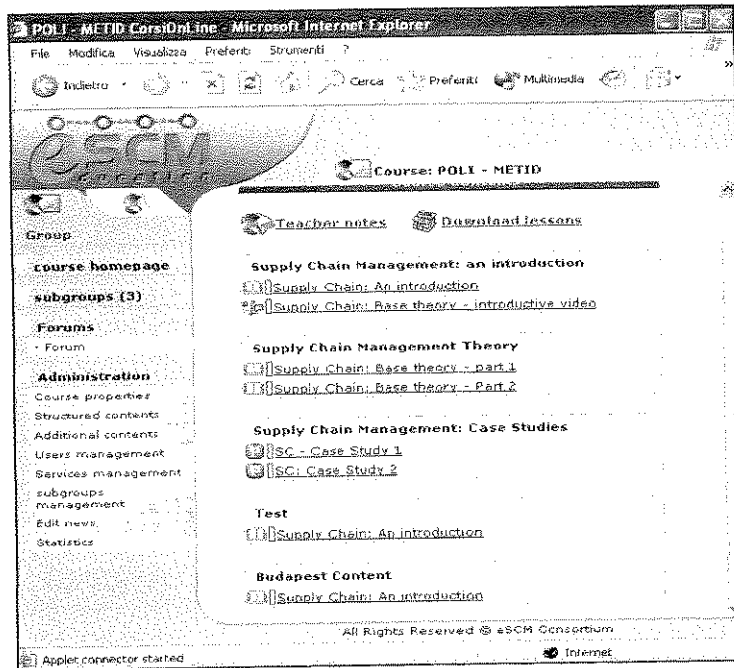 POLI - METID CorsiOnLine - Microsoft Internet Explorer
File Modifica Visualizza Preferiti Strumenti ?
Indietro Cerca Preferiti Multimedia »
eSCM
Course: POLI - METID
Teacher notes Download lessons
Group
course homepage
subgroups (3)
Forums
- Forum
Administration
Course properties
Structured contents
Additional contents
Users management
Services management
subgroups
management
Edit news
Statistics
Supply Chain Management: an introduction
Supply Chain: An introduction
Supply Chain: Base theory - introductive video
Supply Chain Management Theory
Supply Chain: Base theory - part 1
Supply Chain: Base theory - Part 2
Supply Chain Management: Case Studies
SC - Case Study 1
SC: Case Study 2
Test
Supply Chain: An introduction
Budapest Content
Supply Chain: An introduction
All Rights Reserved @ eSCM Consortium
Applet connector started Internet